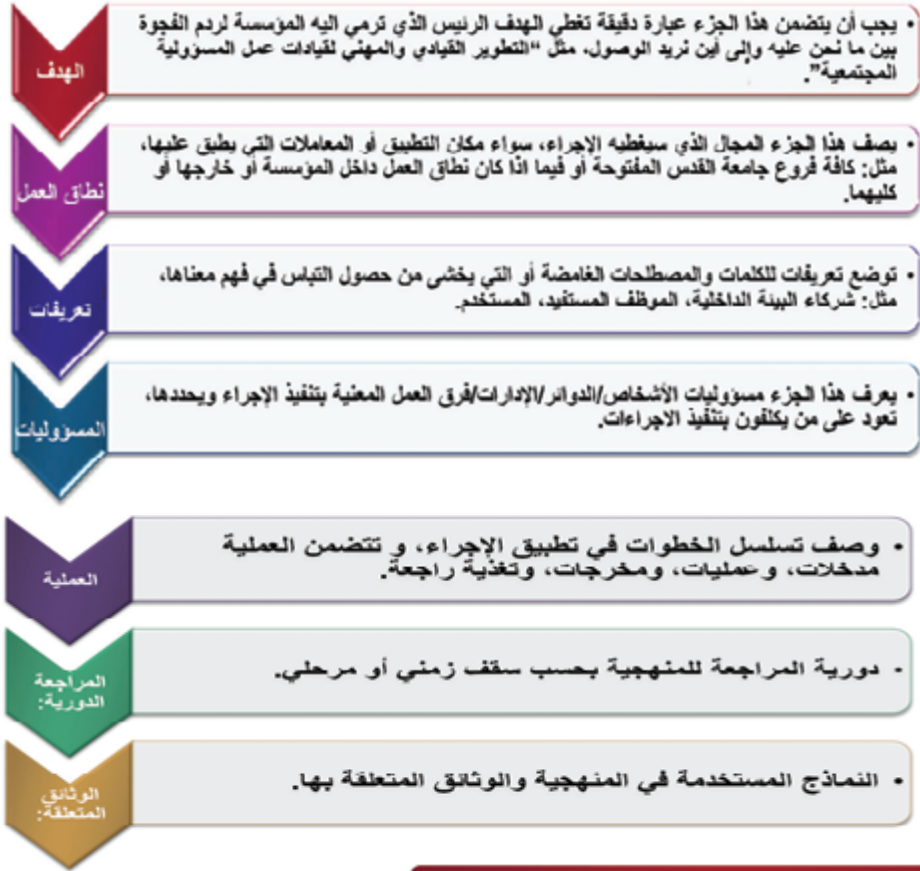 الهدف
• يجب أن يتضمن هذا الجزء عبارة دقيقة تغطي الهدف الرئيس الذي ترمي اليه المؤسسة لردم الفجوة
بين ما نحن عليه وإلى أين نريد الوصول، مثل "التطوير القيادي والمهني لقيادات عمل المسؤولية
المجتمعية".
نطاق العمل
• يصف هذا الجزء المجال الذي سيغطيه الإجراء، سواء مكان التطبيق أو المعاملات التي يطبق عليها،
مثل: كافة فروع جامعة القدس المفتوحة أو فيما اذا كان نطاق العمل داخل المؤسسة أو خارجها أو
كليهما.
تعريفات
• توضع تعريفات للكلمات والمصطلحات الغامضة أو التي يخشى من حصول التباس في فهم معناها،
مثل: شركاء البيئة الداخلية، الموظف المستفيد، المستخدم.
المسؤوليات
• يعرف هذا الجزء مسؤوليات الأشخاص/الدوائر/الإدارات/فرق العمل المعنية بتنفيذ الإجراء ويحددها،
تعود على من يكلفون بتنفيذ الاجراءات.
العملية
• وصف تسلسل الخطوات في تطبيق الإجراء، و تتضمن العملية
مدخلات، وعمليات، ومخرجات، وتغذية راجعة.
المراجعة
الدورية:
• دورية المراجعة للمنهجية بحسب سقف زمني أو مرحلي.
الوثائق
المتعلقة:
• النماذج المستخدمة في المنهجية والوثائق المتعلقة بها.